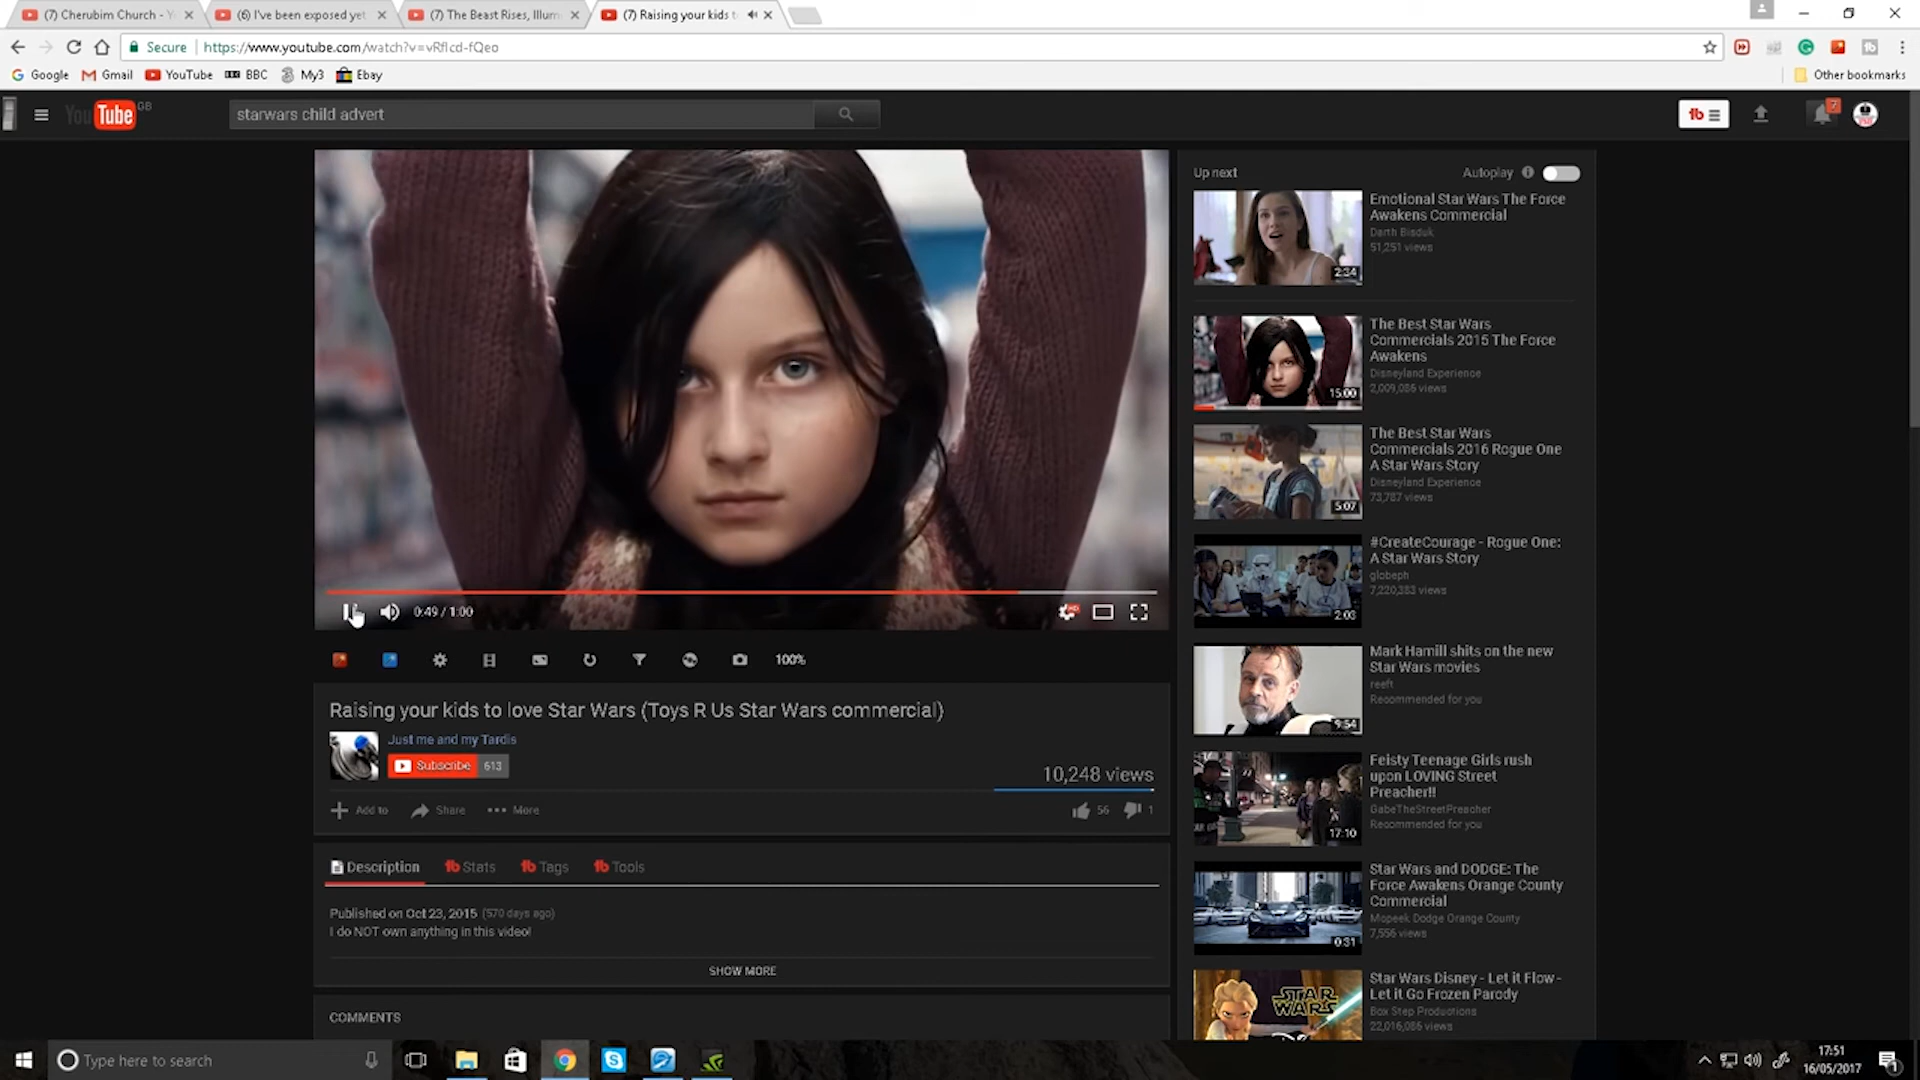 (7) Cherubim Church - Y
(6) I've been exposed yet
(7) The Beast Rises, Illum
(7) Raising your kids t
Secure
https://www.youtube.com/watch?v=vRflcd-fQeo
Google
Gmail
YouTube
BBC
My3
Ebay
Other bookmarks
YouTube GB
starwars child advert
7
Up next
Autoplay
Emotional Star Wars The Force
Awakens Commercial
Darth Bisduk
51,251 views
2:34
The Best Star Wars
Commercials 2015 The Force
Awakens
Disneyland Experience
2,009,086 views
15:00
The Best Star Wars
Commercials 2016 Rogue One
A Star Wars Story
Disneyland Experience
73,787 views
5:07
#CreateCourage - Rogue One:
A Star Wars Story
globeph
7,220,383 views
2:03
Mark Hamill shits on the new
Star Wars movies
reeft
Recommended for you
9:54
Feisty Teenage Girls rush
upon LOVING Street
Preacher!!
GabeTheStreetPreacher
Recommended for you
17:10
Star Wars and DODGE: The
Force Awakens Orange County
Commercial
Mopeek Dodge Orange County
7,556 views
0:31
Star Wars Disney - Let it Flow -
Let it Go Frozen Parody
Box Step Productions
22,016,086 views
STAR
WARS
0:49 / 1:00
HD
100%
Raising your kids to love Star Wars (Toys R Us Star Wars commercial)
Just me and my Tardis
Subscribe 613
10,248 views
Add to
Share
More
56
1
Description
Stats
Tags
Tools
Published on Oct 23, 2015 (570 days ago)
I do NOT own anything in this video!
SHOW MORE
COMMENTS
Type here to search
17:51
16/05/2017
1